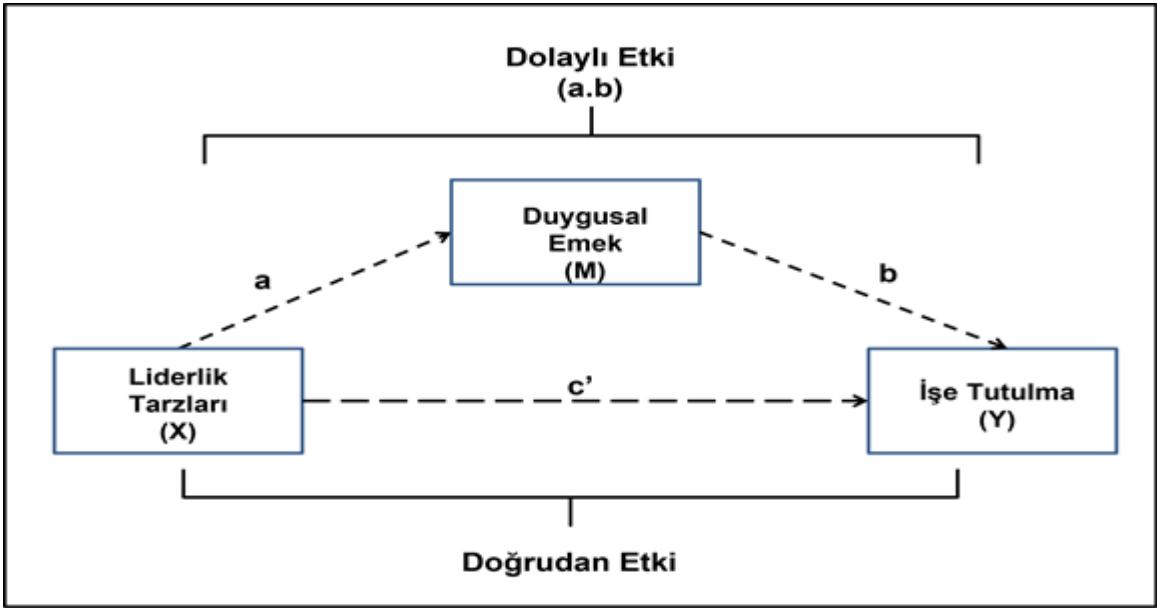 Dolaylı Etki
(a.b)
Duygusal
Emek
(M)
a
b
Liderlik
Tarzları
(X)
c’
İşe Tutulma
(Y)
Doğrudan Etki